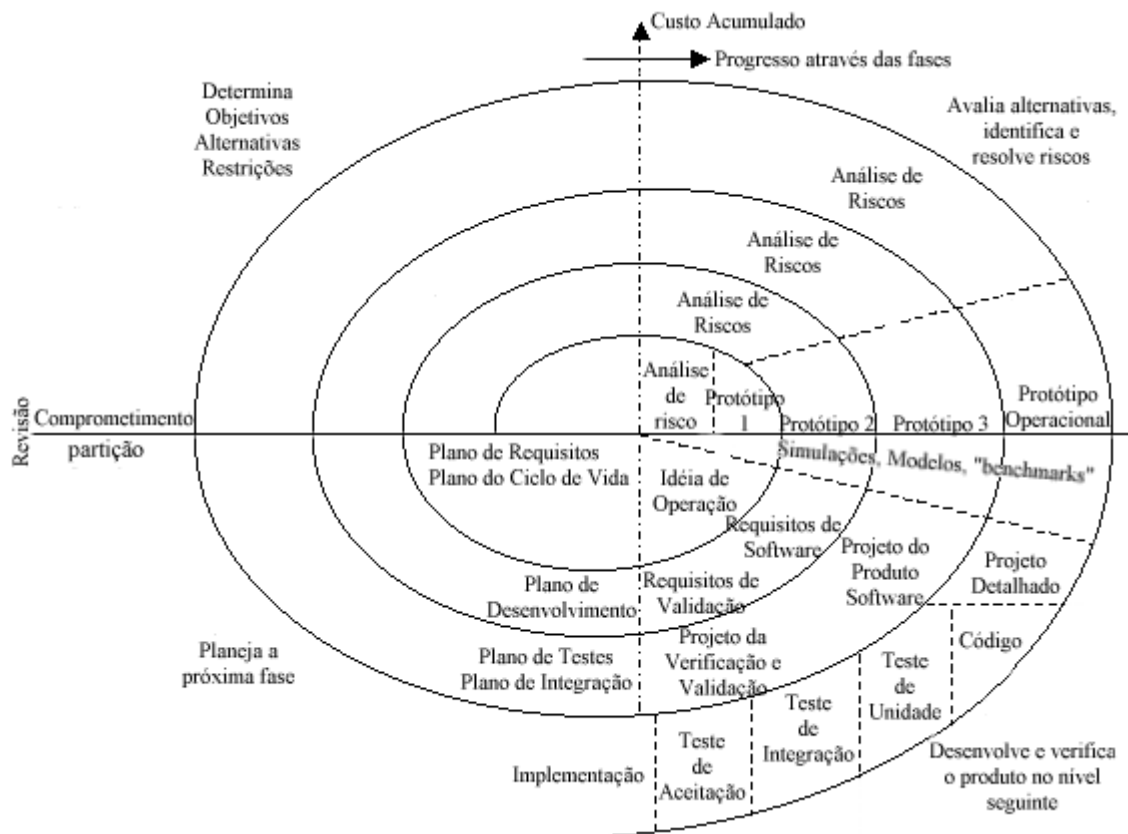 Custo Acumulado
Progresso através das fases
Determina
Objetivos
Alternativas
Restrições
Avalia alternativas,
identifica e
resolve riscos
Análise de
Riscos
Análise de
Riscos
Análise de
Riscos
Análise
de
risco
Protótipo
1
Protótipo 2
Protótipo 3
Protótipo
Operacional
Revisão
Comprometimento
partição
Simulações, Modelos, "benchmarks"
Plano de Requisitos
Plano do Ciclo de Vida
Idéia de
Operação
Requisitos de
Software
Projeto do
Produto
Software
Projeto
Detalhado
Plano de
Desenvolvimento
Requisitos de
Validação
Código
Planeja a
próxima fase
Plano de Testes
Plano de Integração
Projeto da
Verificação e
Validação
Teste
de
Unidade
Teste
de
Integração
Teste
de
Aceitação
Implementação
Desenvolve e verifica
o produto no nível
seguinte